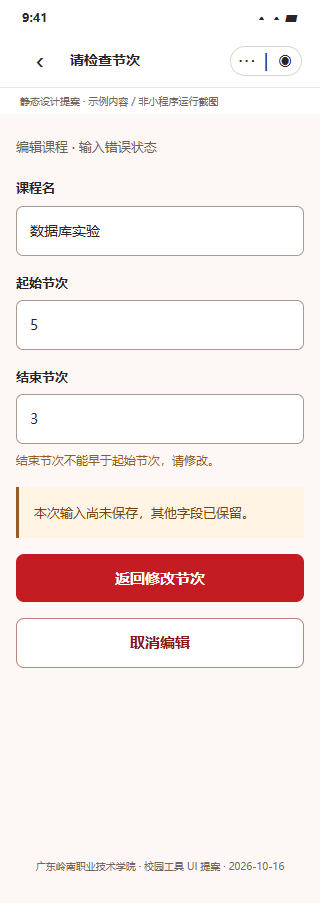 9:41
请检查节次
静态设计提案 · 示例内容 / 非小程序运行截图
编辑课程 · 输入错误状态
课程名
数据库实验
起始节次
5
结束节次
3
结束节次不能早于起始节次，请修改。
本次输入尚未保存，其他字段已保留。
返回修改节次
取消编辑
广东岭南职业技术学院 · 校园工具 UI 提案 · 2026-10-16